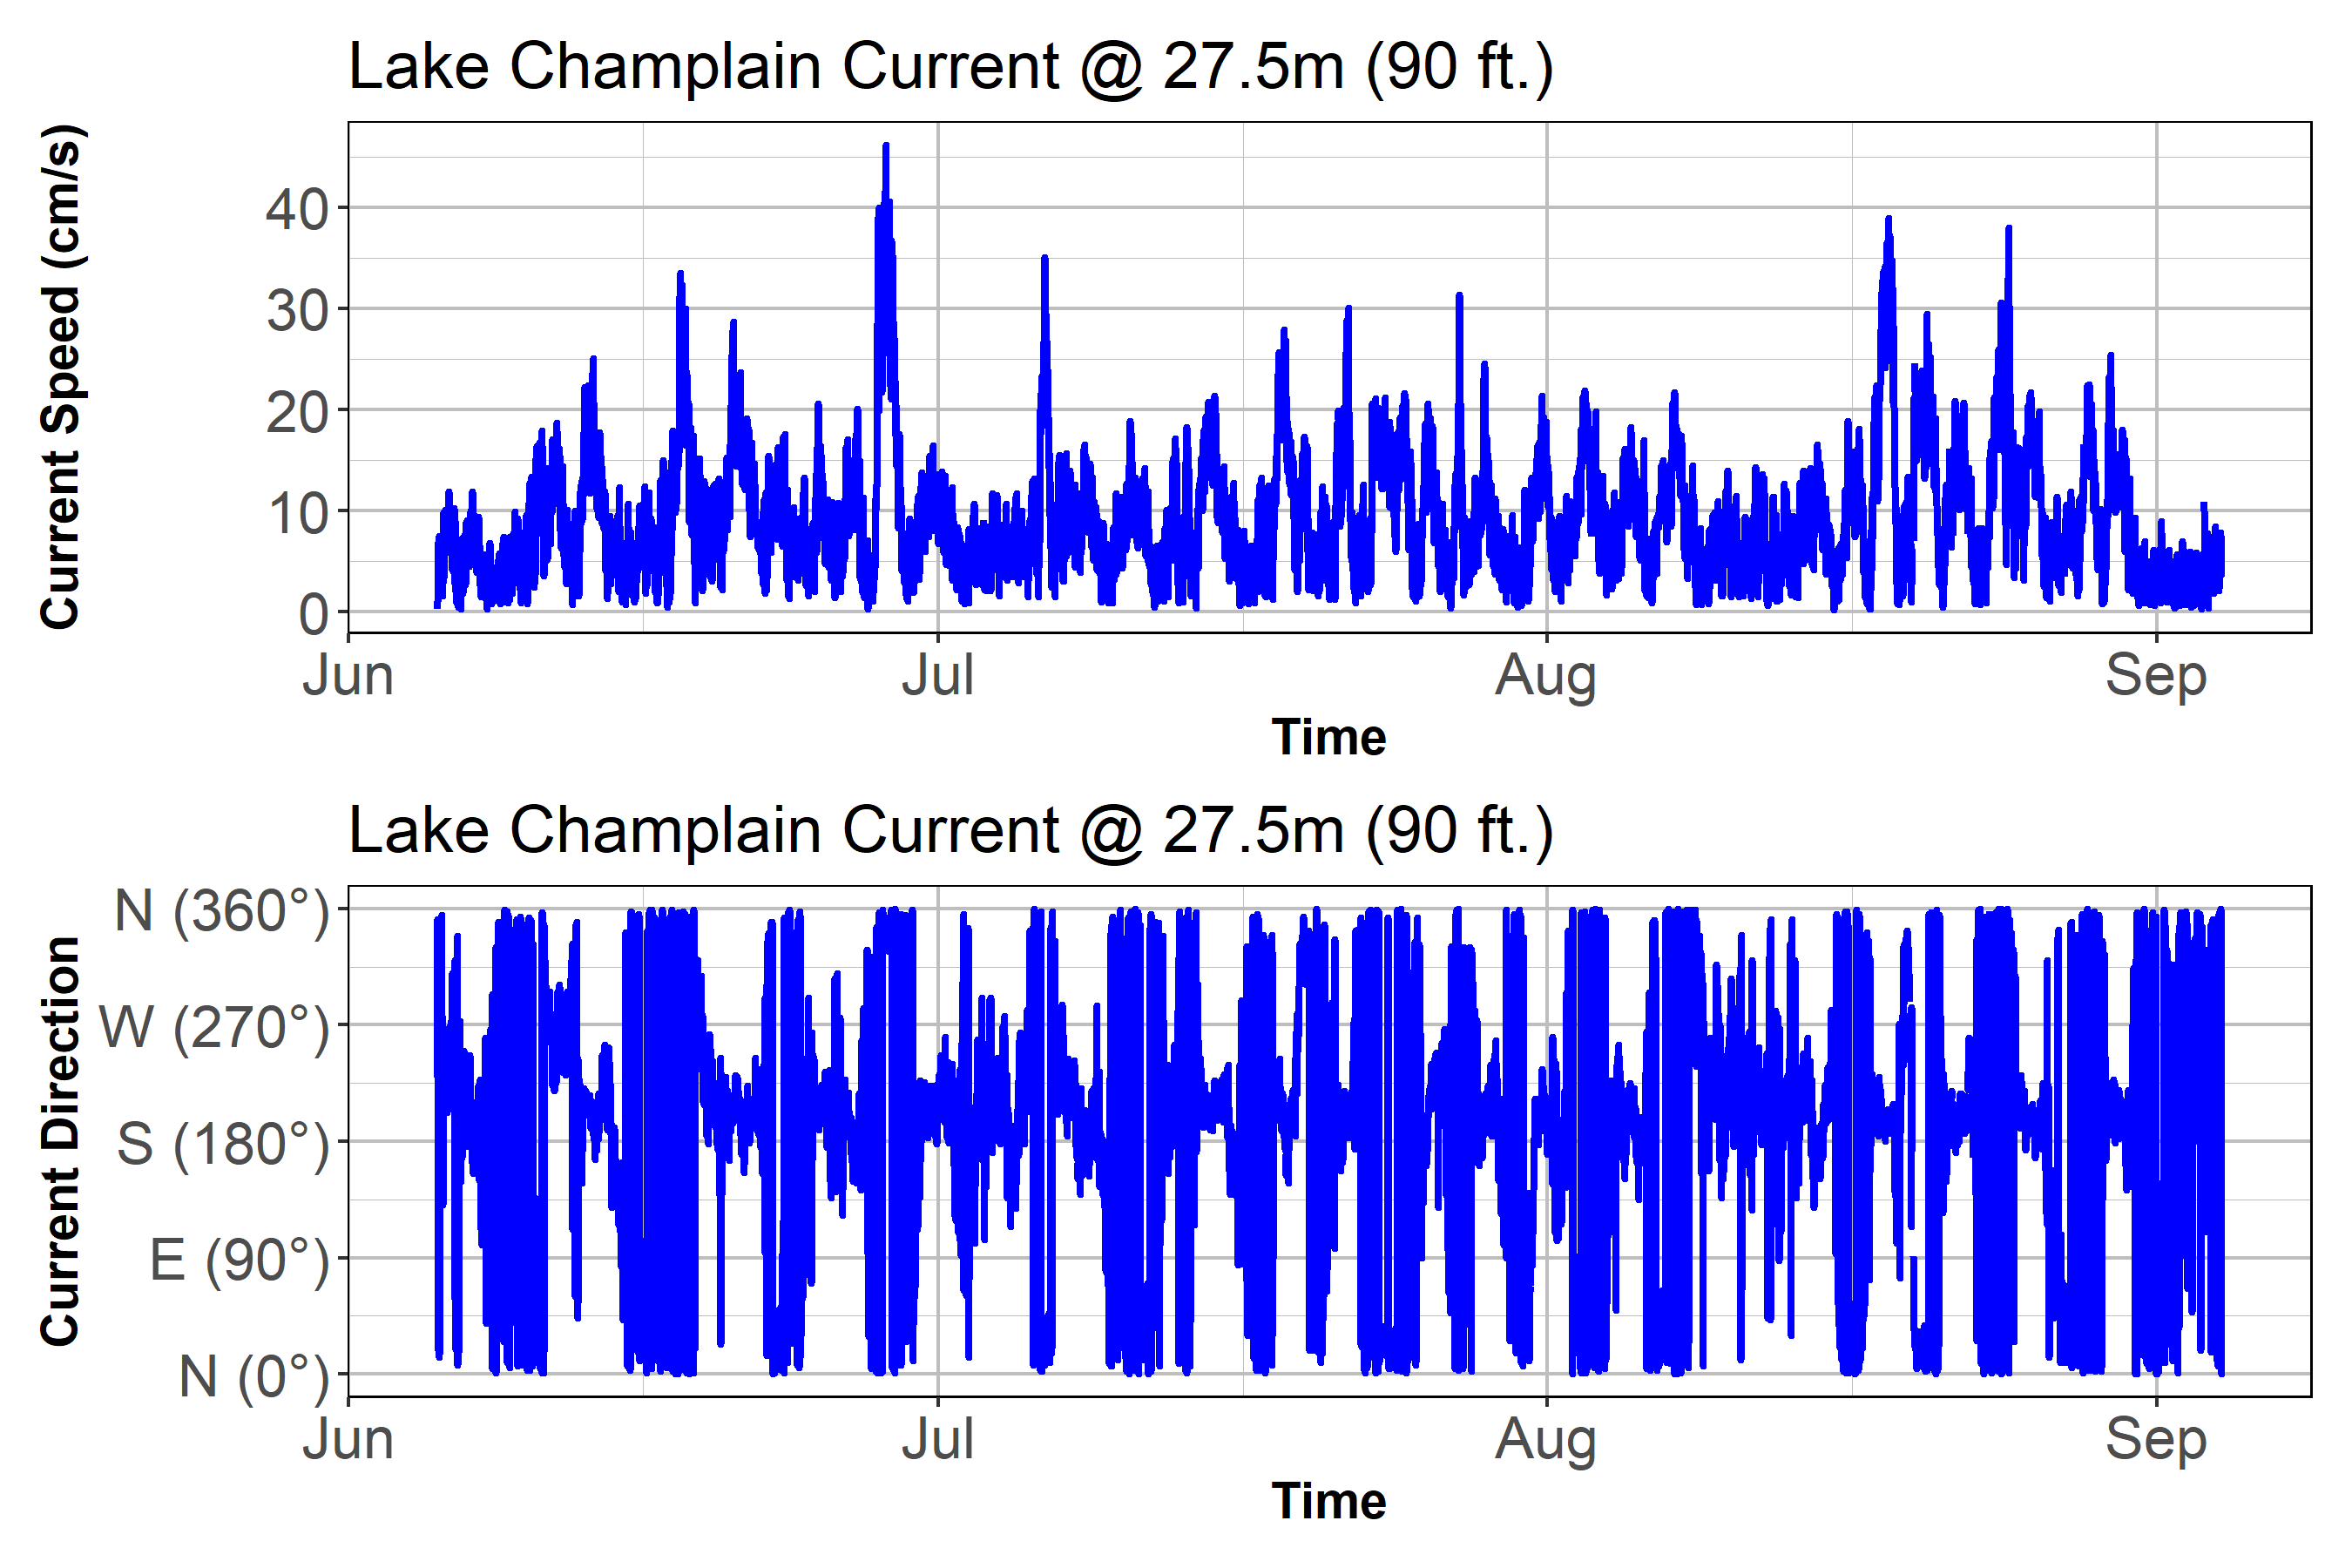 Lake Champlain Current @ 27.5m (90 ft.)
Current Speed (cm/s)
40
30
20
10
0
Jun
Jul
Aug
Sep
Time
Lake Champlain Current @ 27.5m (90 ft.)
Current Direction
N (360°)
W (270°)
S (180°)
E (90°)
N (0°)
Jun
Jul
Aug
Sep
Time